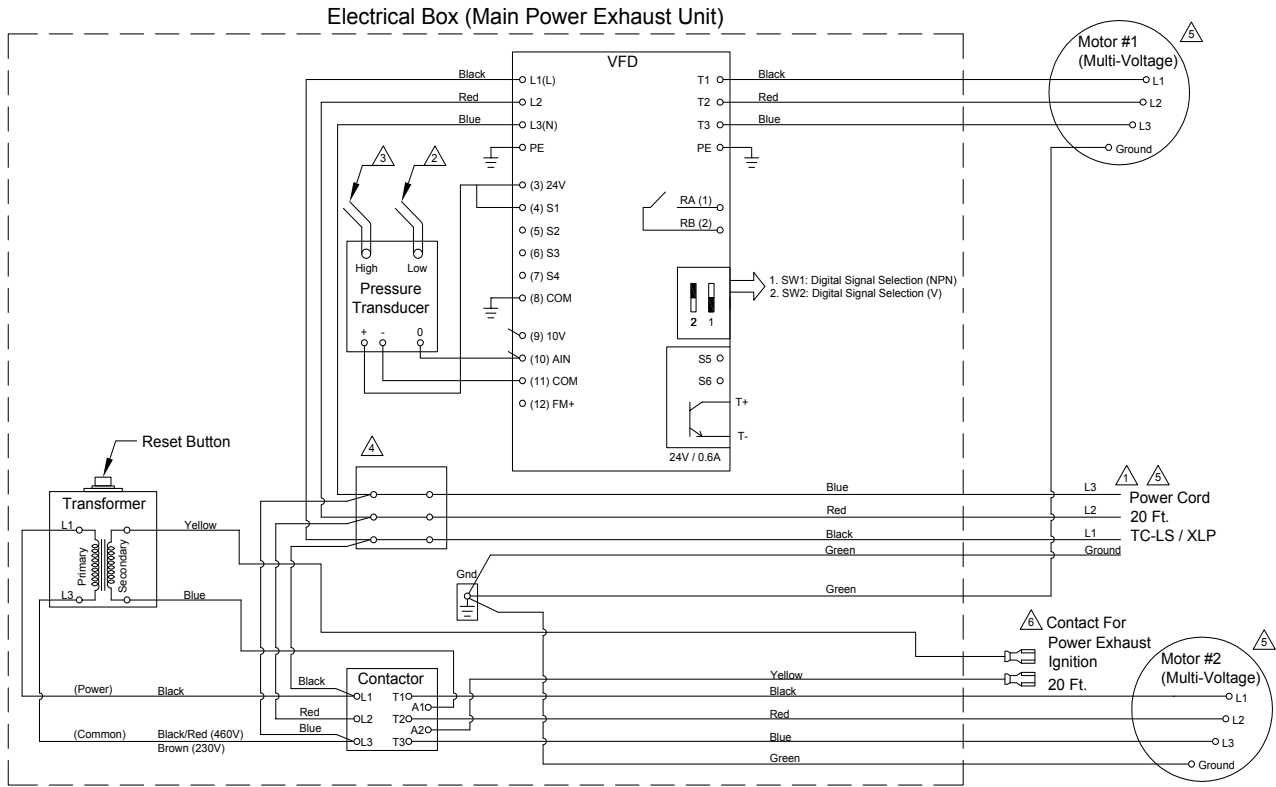 Electrical Box (Main Power Exhaust Unit)
VFD
Black
L1(L)
Red
L2
Blue
L3(N)
PE
(3) 24V
(4) S1
(5) S2
(6) S3
(7) S4
(8) COM
(9) 10V
(10) AIN
(11) COM
(12) FM+
T1
Black
T2
Red
T3
Blue
PE
RA (1)
RB (2)
2 1
1. SW1: Digital Signal Selection (NPN)
2. SW2: Digital Signal Selection (V)
S5
S6
T+
T-
24V / 0.6A
Motor #1
(Multi-Voltage)
5
L1
L2
L3
Ground
3
2
High
Low
Pressure
Transducer
+ - 0
4
Reset Button
Transformer
L1
Primary
Secondary
L3
Yellow
Blue
Blue
L3
Red
L2
Black
L1
Green
Ground
1
5
Power Cord
20 Ft.
TC-LS / XLP
Gnd
Green
6
Contact For
Power Exhaust
Ignition
20 Ft.
(Power)
Black
(Common)
Black/Red (460V)
Brown (230V)
Black
Red
Blue
Contactor
L1
T1
A1
L2
T2
A2
L3
T3
Yellow
Black
Red
Blue
Green
Motor #2
(Multi-Voltage)
5
L1
L2
L3
Ground